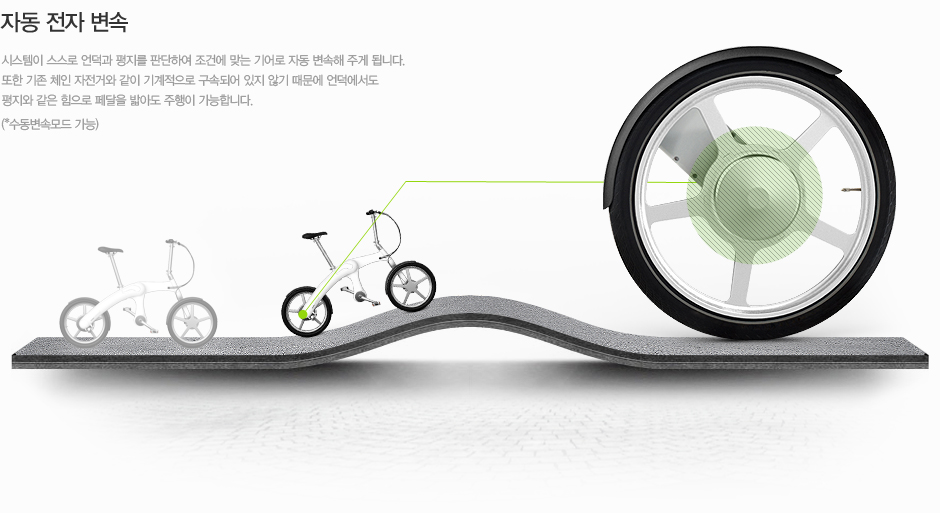 자동 전자 변속
시스템이 스스로 언덕과 평지를 판단하여 조건에 맞는 기어로 자동 변속해 주게 됩니다.
또한 기존 체인 자전거와 같이 기계적으로 구속되어 있지 않기 때문에 언덕에서도
평지와 같은 힘으로 페달을 밟아도 주행이 가능합니다.
(*수동변속모드 가능)